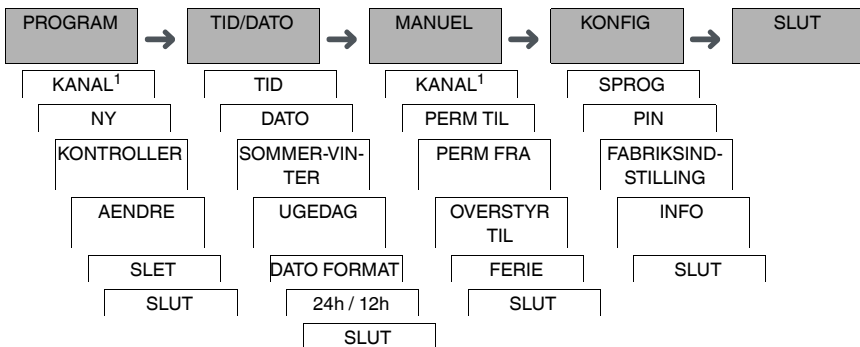 PROGRAM
TID/DATO
MANUEL
KONFIG
SLUT
KANAL1
NY
KONTROLLER
AENDRE
SLET
SLUT
TID
DATO
SOMMER-VIN-
TER
UGEDAG
DATO FORMAT
24h / 12h
SLUT
KANAL1
PERM TIL
PERM FRA
OVERSTYR
TIL
FERIE
SLUT
SPROG
PIN
FABRIKSIND-
STILLING
INFO
SLUT